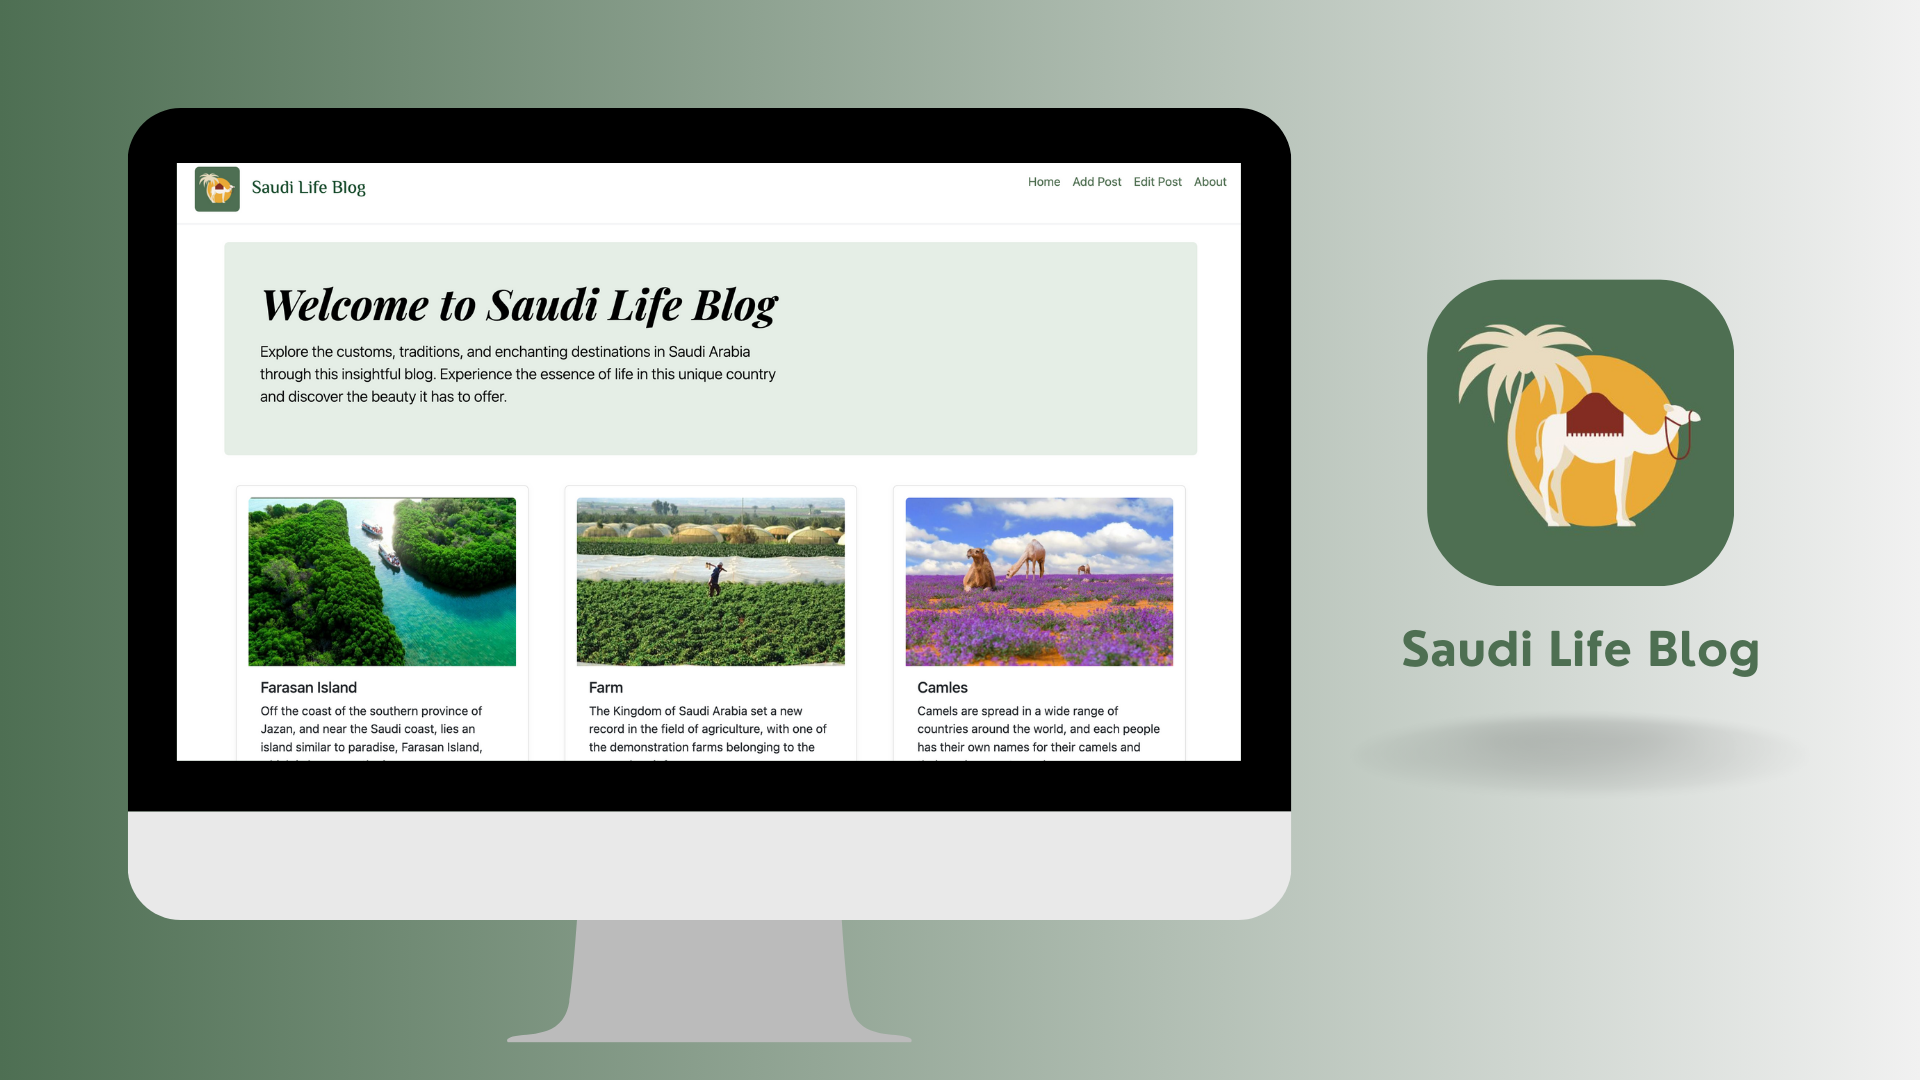 Saudi Life Blog
Home Add Post Edit Post About
Welcome to Saudi Life Blog
Explore the customs, traditions, and enchanting destinations in Saudi Arabia
through this insightful blog. Experience the essence of life in this unique country
and discover the beauty it has to offer.
Farasan Island
Off the coast of the southern province of
Jazan, and near the Saudi coast, lies an
island similar to paradise, Farasan Island,
Farm
The Kingdom of Saudi Arabia set a new
record in the field of agriculture, with one of
the demonstration farms belonging to the
Camles
Camels are spread in a wide range of
countries around the world, and each people
has their own names for their camels and
Saudi Life Blog